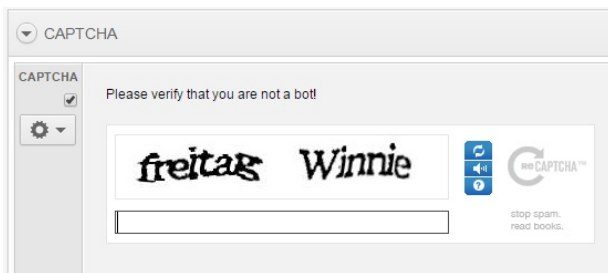 CAPTCHA
CAPTCHA
Please verify that you are not a bot!
freitag Winnie
reCAPTCHA™
stop spam.
read books.